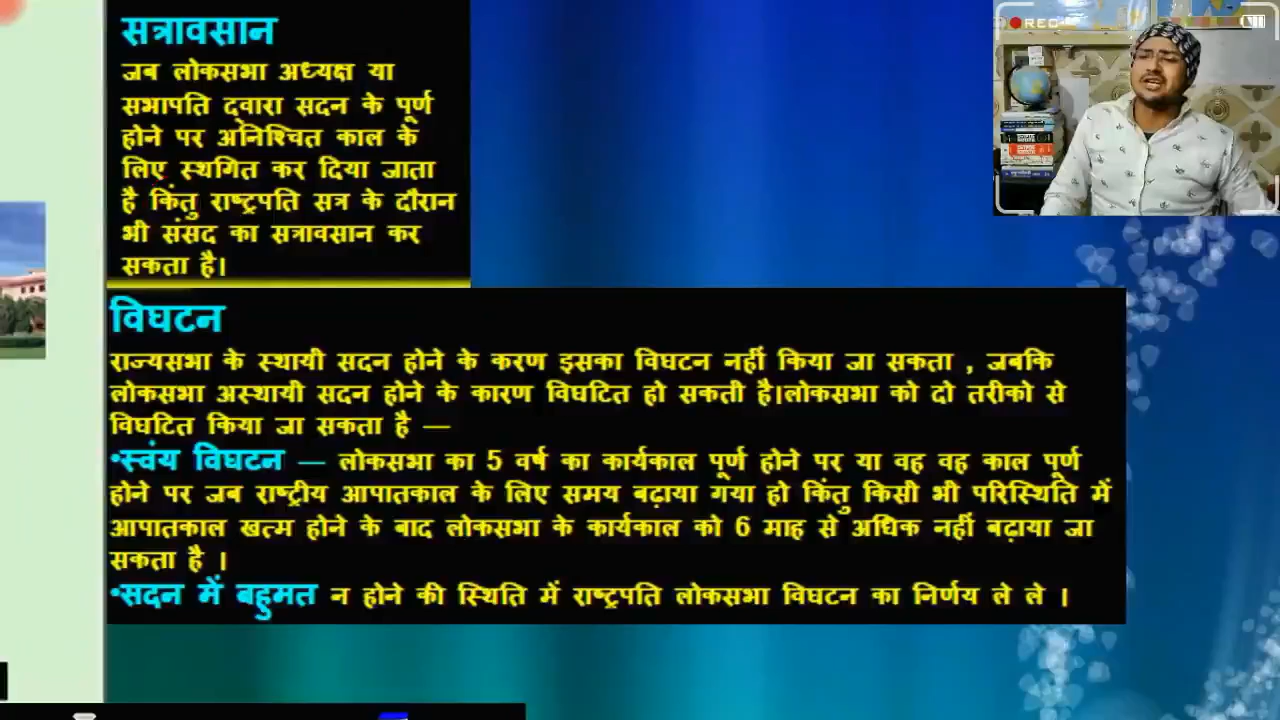 सत्रावसान
जब लोकसभा अध्यक्ष या
सभापति द्वारा सदन के पूर्ण
होने पर अनिश्चित काल के
लिए स्थगित कर दिया जाता
है किंतु राष्ट्रपति सत्र के दौरान
भी संसद का सत्रावसान कर
सकता है।
REC
विघटन
राज्यसभा के स्थायी सदन होने के करण इसका विघटन नहीं किया जा सकता , जबकि
लोकसभा अस्थायी सदन होने के कारण विघटित हो सकती है।लोकसभा को दो तरीको से
विघटित किया जा सकता है —
•स्वंय विघटन — लोकसभा का 5 वर्ष का कार्यकाल पूर्ण होने पर या वह वह काल पूर्ण
होने पर जब राष्ट्रीय आपातकाल के लिए समय बढ़ाया गया हो किंतु किसी भी परिस्थिति में
आपातकाल खत्म होने के बाद लोकसभा के कार्यकाल को 6 माह से अधिक नहीं बढ़ाया जा
सकता है ।
•सदन में बहुमत न होने की स्थिति में राष्ट्रपति लोकसभा विघटन का निर्णय ले ले ।